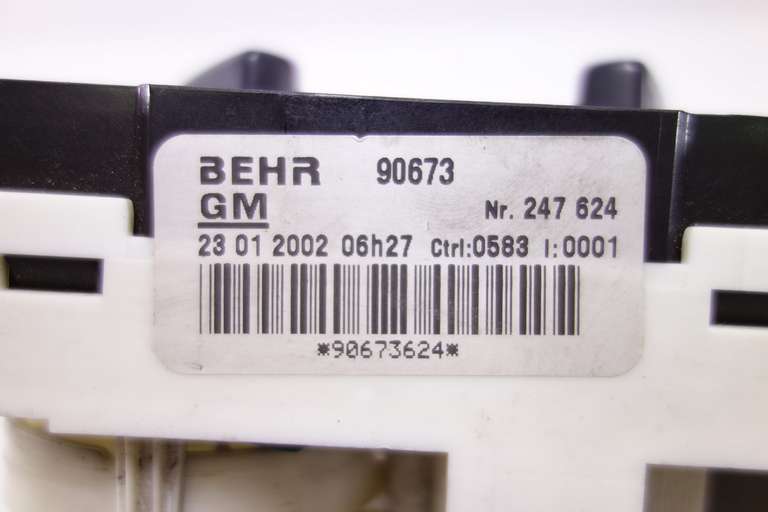 BEHR 90673
GM Nr. 247 624
23 01 2002 06h27 Ctrl:0583 I:0001
*90673624*